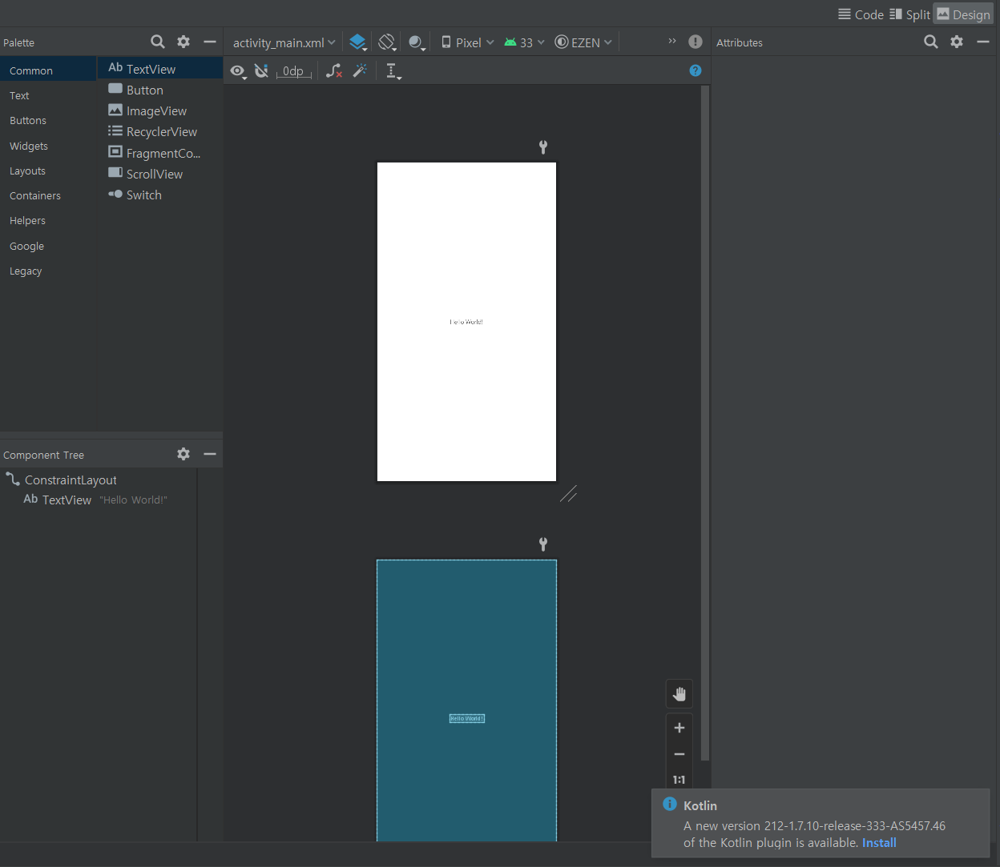 Code Split Design
Palette
activity_main.xml
Pixel
33
EZEN
Attributes
Common
Text
Buttons
Widgets
Layouts
Containers
Helpers
Google
Legacy
Ab TextView
Button
ImageView
RecyclerView
FragmentCo...
ScrollView
Switch
0dp
?
Hello World!
Component Tree
ConstraintLayout
Ab TextView "Hello World!"
Hello World!
1:1
Kotlin
A new version 212-1.7.10-release-333-AS5457.46
of the Kotlin plugin is available. Install